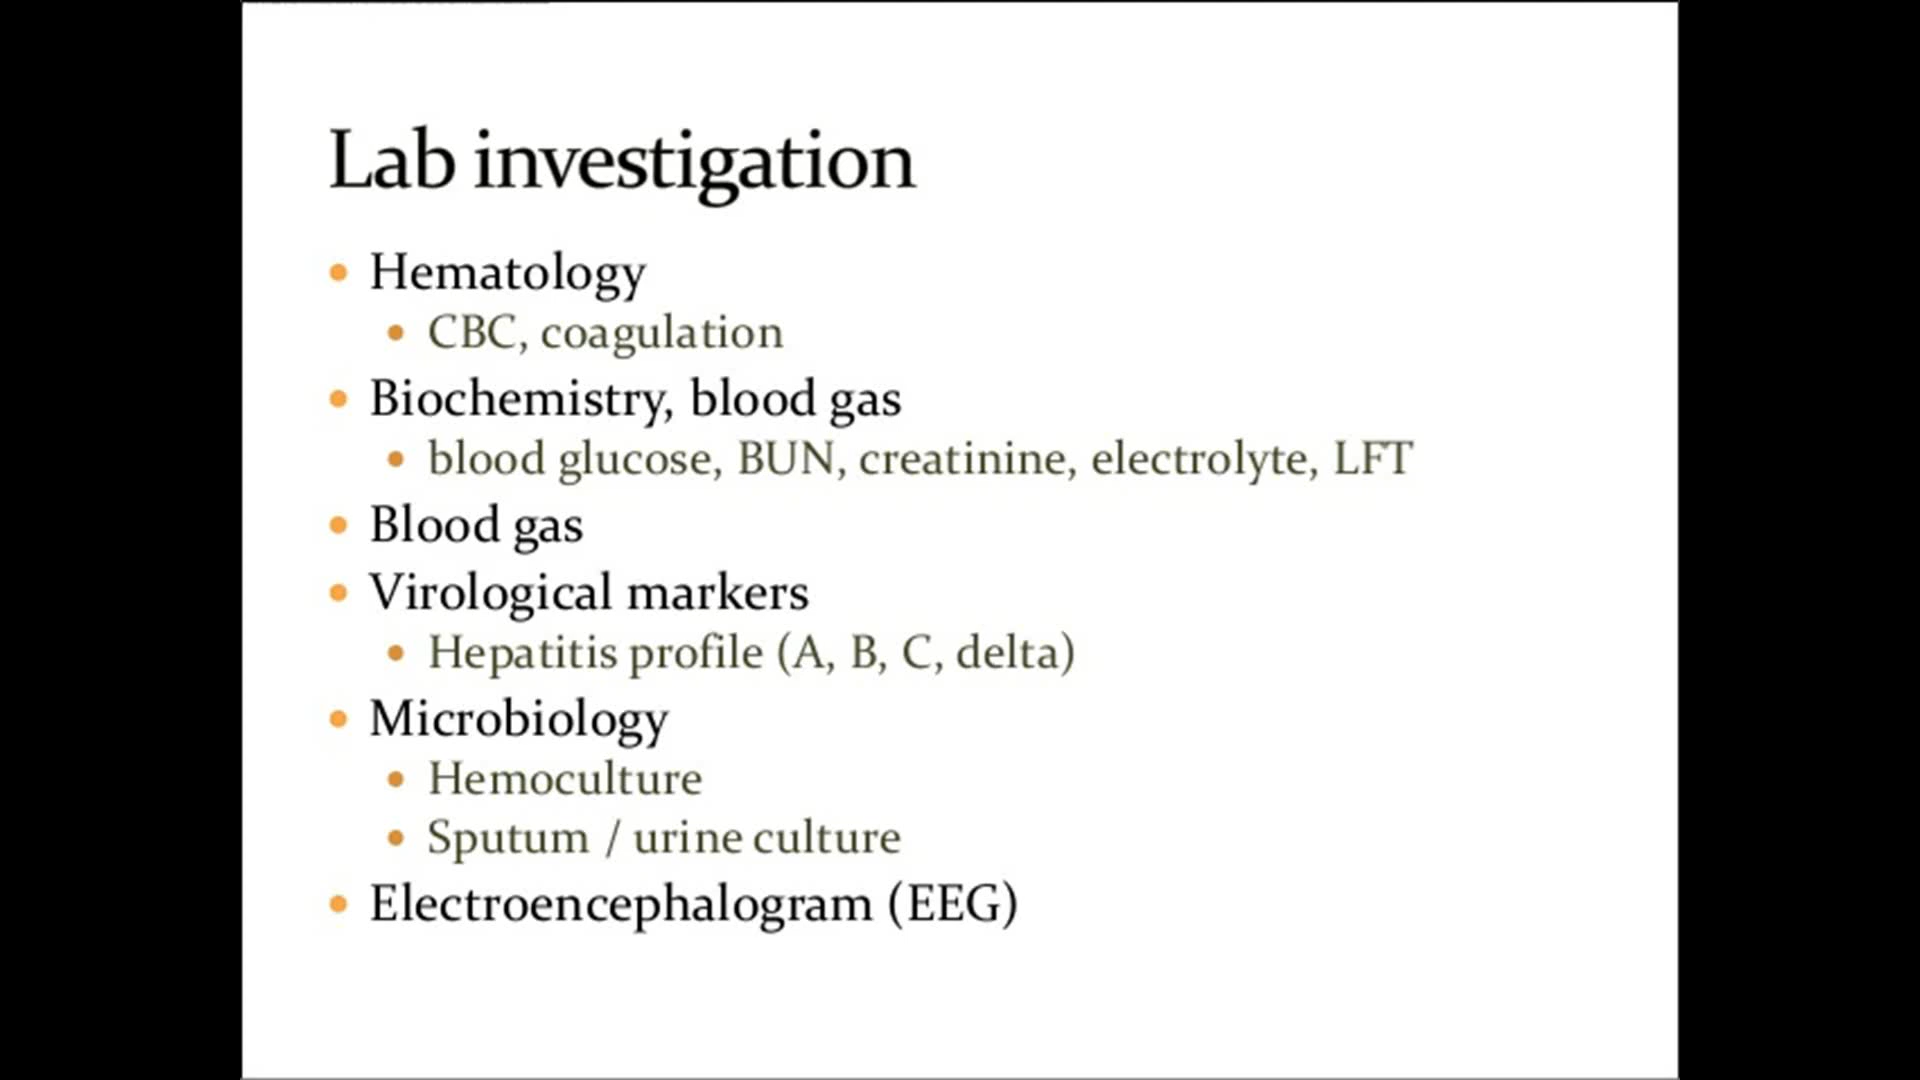 Lab investigation
Hematology
CBC, coagulation
Biochemistry, blood gas
blood glucose, BUN, creatinine, electrolyte, LFT
Blood gas
Virological markers
Hepatitis profile (A, B, C, delta)
Microbiology
Hemoculture
Sputum / urine culture
Electroencephalogram (EEG)